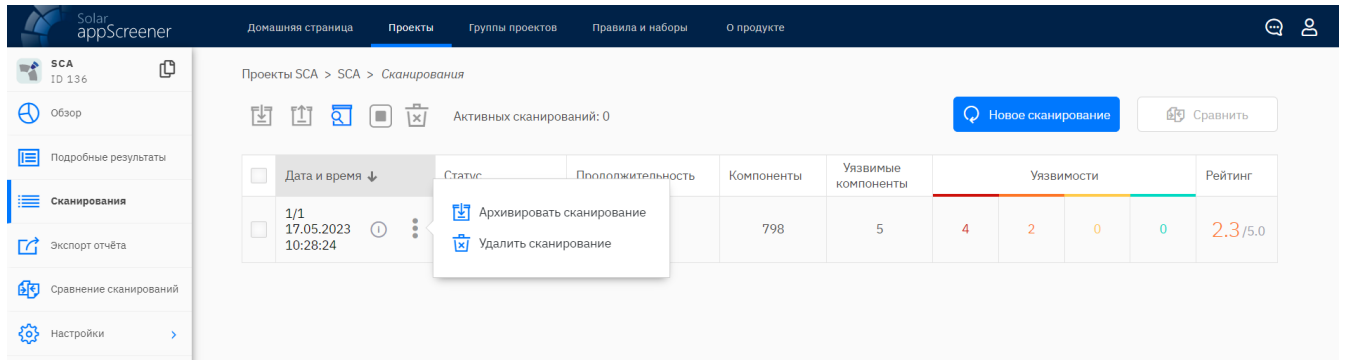 Solar
appScreener
Домашняя страница Проекты Группы проектов Правила и наборы О продукте
SCA
ID 136
Обзор
Подробные результаты
Сканирования
Экспорт отчёта
Сравнение сканирований
Настройки
Проекты SCA > SCA > Сканирования
Активных сканирований: 0
Новое сканирование
Сравнить
Дата и время Статус Продолжительность Компоненты Уязвимые компоненты Уязвимости Рейтинг
1/1
17.05.2023
10:28:24
Архивировать сканирование
Удалить сканирование
798 5 4 2 0 0 2.3/5.0